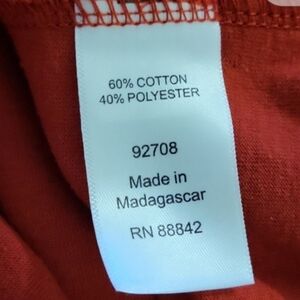 60% COTTON
40% POLYESTER
92708
Made in
Madagascar
RN 88842